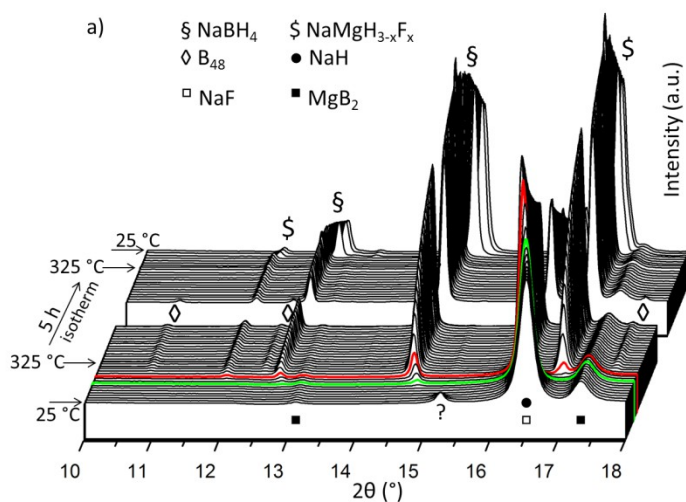 a)
§ NaBH₄ $ NaMgH₃₋ₓFₓ
◊ B₄₈ ● NaH
□ NaF ■ MgB₂
§
$
Intensity (a.u.)
§
$
25 °C
325 °C
5 h
isotherm
◊ ◊ ◊
325 °C
25 °C
?
●
■ □ ■
10 11 12 13 14 15 16 17 18
2θ (°)